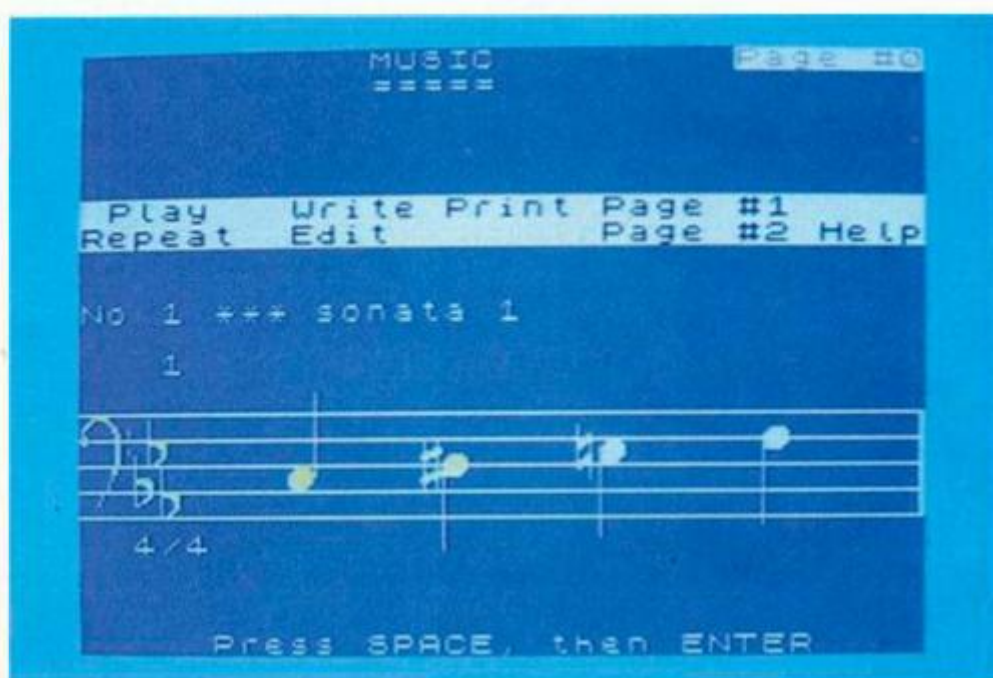 MUSIC Page #0
=====
Play Write Print Page #1
Repeat Edit Page #2 Help
No 1 *** sonata 1
1
4/4
Press SPACE, then ENTER